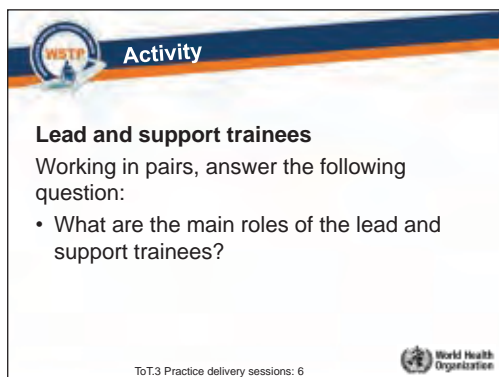 WSTP
Activity
Lead and support trainees
Working in pairs, answer the following
question:
• What are the main roles of the lead and
support trainees?
ToT.3 Practice delivery sessions: 6
World Health
Organization